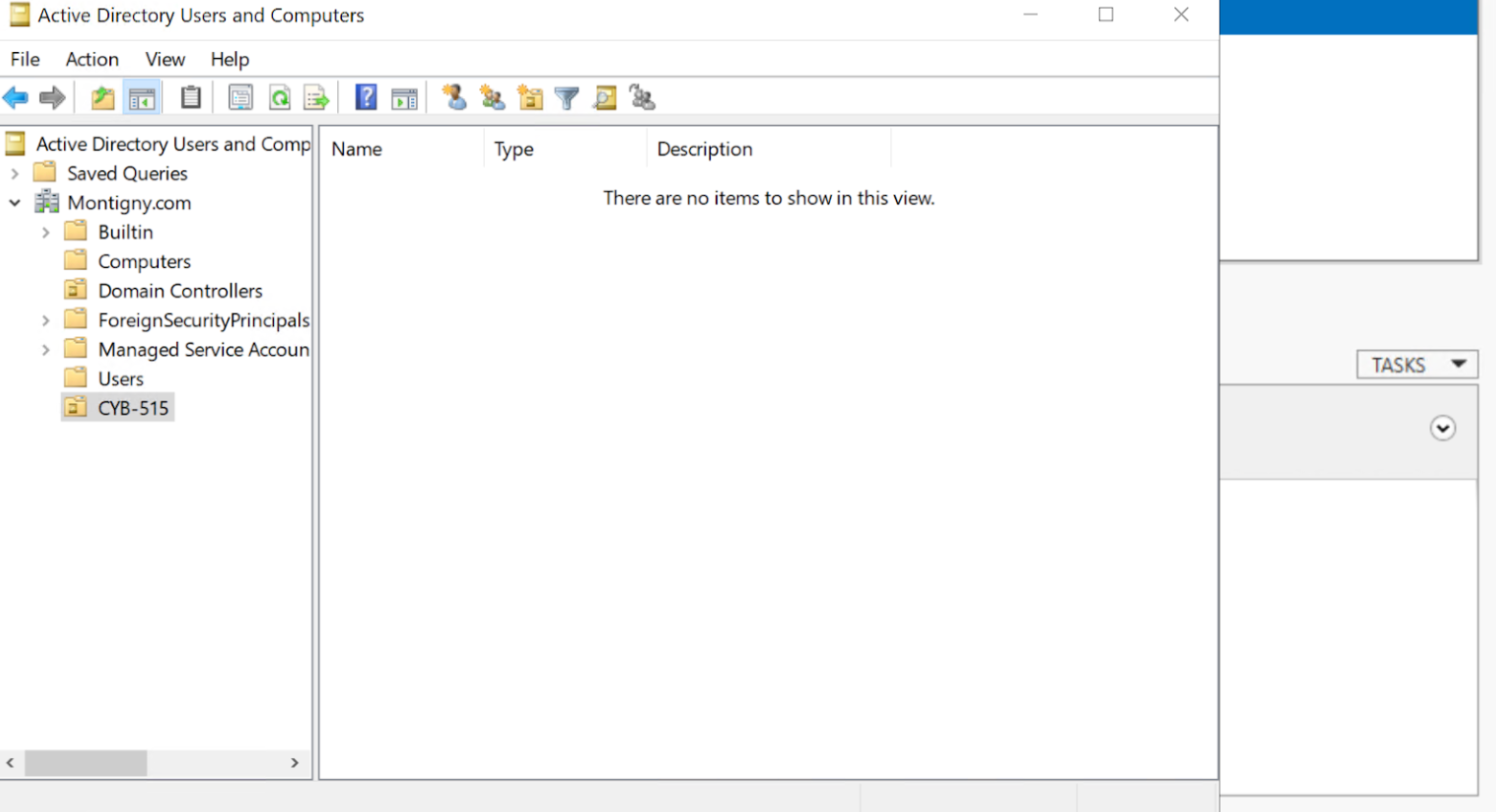 Active Directory Users and Computers
File Action View Help
Active Directory Users and Comp
Saved Queries
Montigny.com
Builtin
Computers
Domain Controllers
ForeignSecurityPrincipals
Managed Service Accoun
Users
CYB-515
Name Type Description
There are no items to show in this view.
TASKS